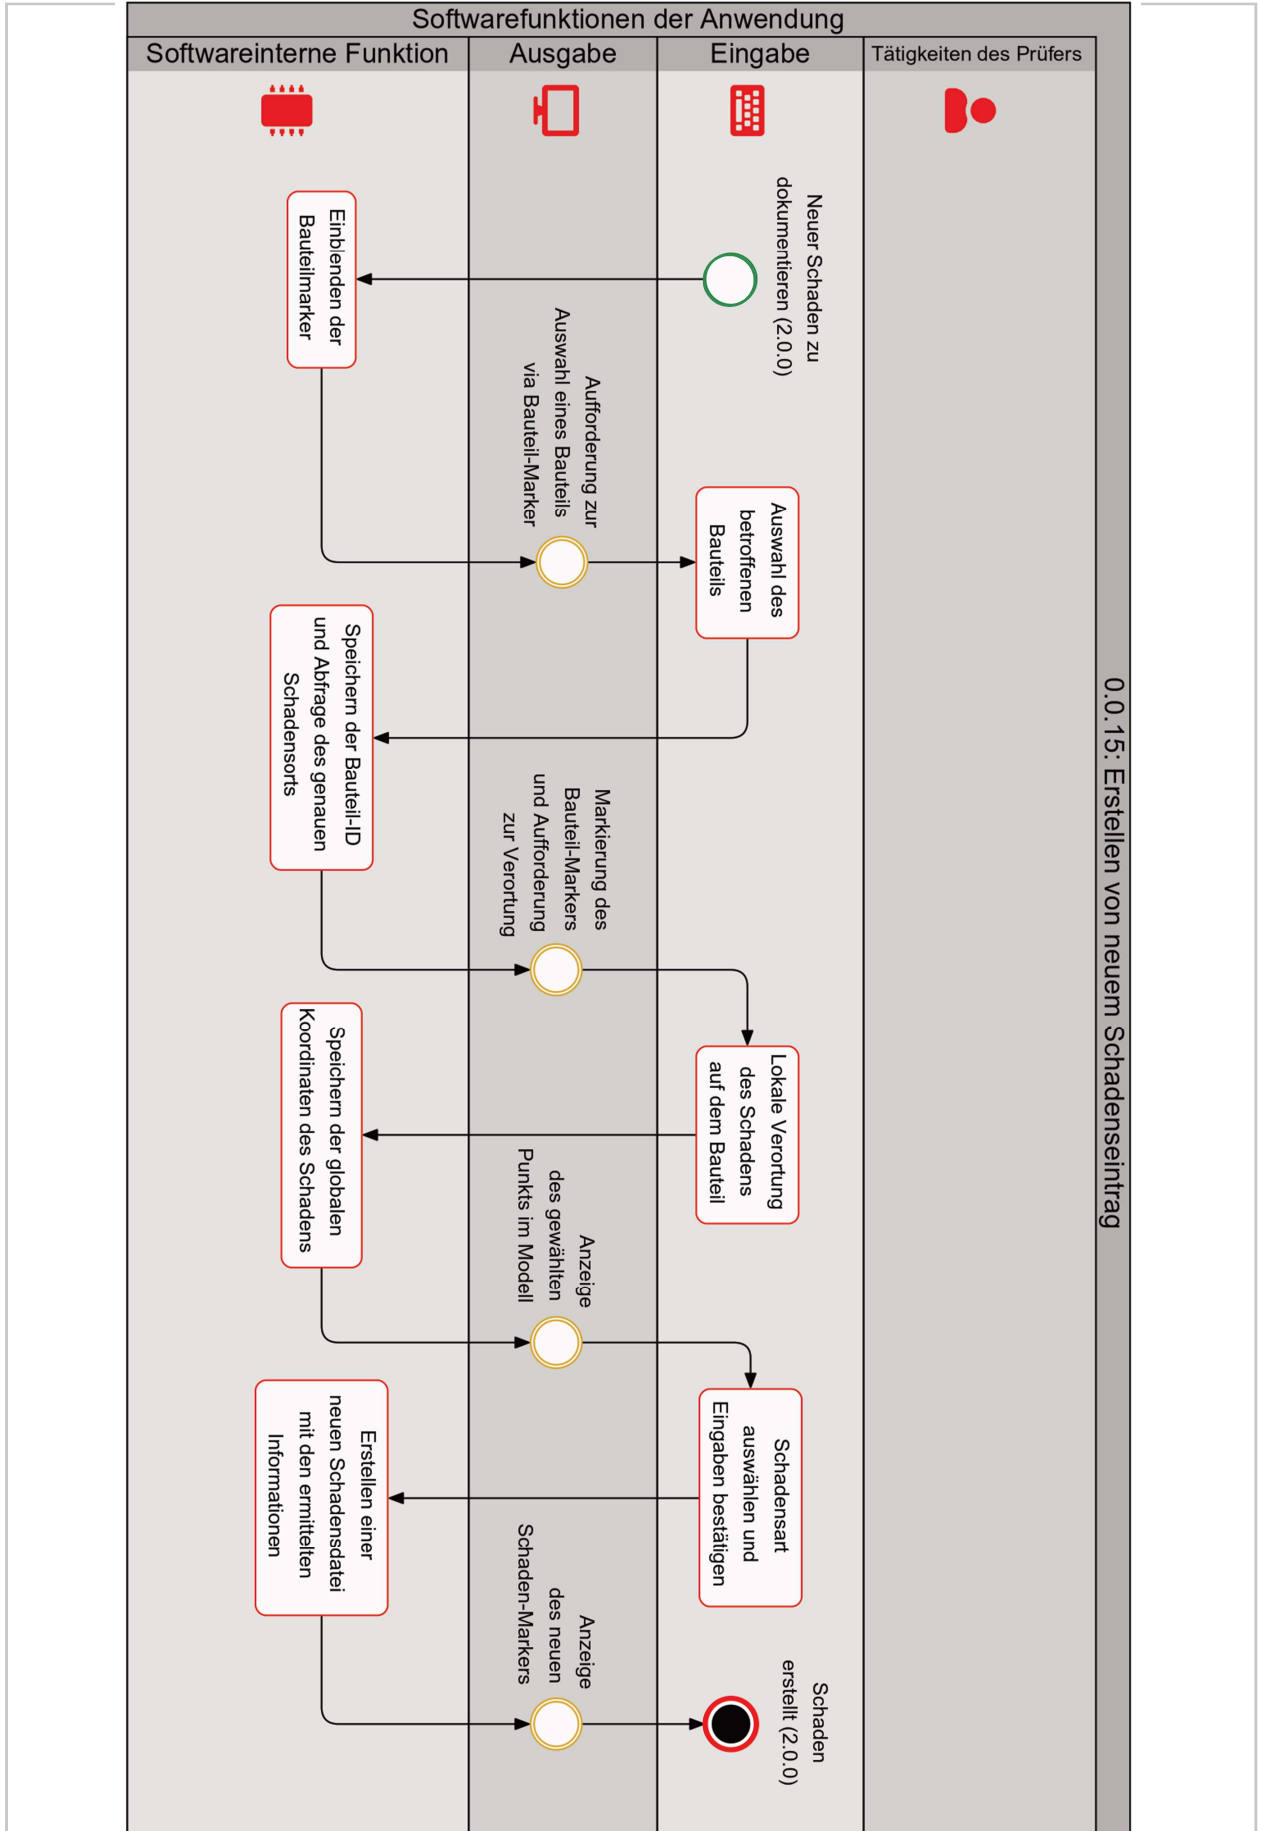 Softwarefunktionen der Anwendung
Softwareinterne Funktion
Ausgabe
Eingabe
Tätigkeiten des Prüfers
0.0.15: Erstellen von neuem Schadenseintrag
Neuer Schaden zu
dokumentieren (2.0.0)
Einblenden der
Bauteilmarker
Aufforderung zur
Auswahl eines Bauteils
via Bauteil-Marker
Auswahl des
betroffenen
Bauteils
Speichern der Bauteil-ID
und Abfrage des genauen
Schadensorts
Markierung des
Bauteil-Markers
und Aufforderung
zur Verortung
Lokale Verortung
des Schadens
auf dem Bauteil
Speichern der globalen
Koordinaten des Schadens
Anzeige
des gewählten
Punkts im Modell
Schadensart
auswählen und
Eingaben bestätigen
Erstellen einer
neuen Schadensdatei
mit den ermittelten
Informationen
Anzeige
des neuen
Schaden-Markers
Schaden
erstellt (2.0.0)